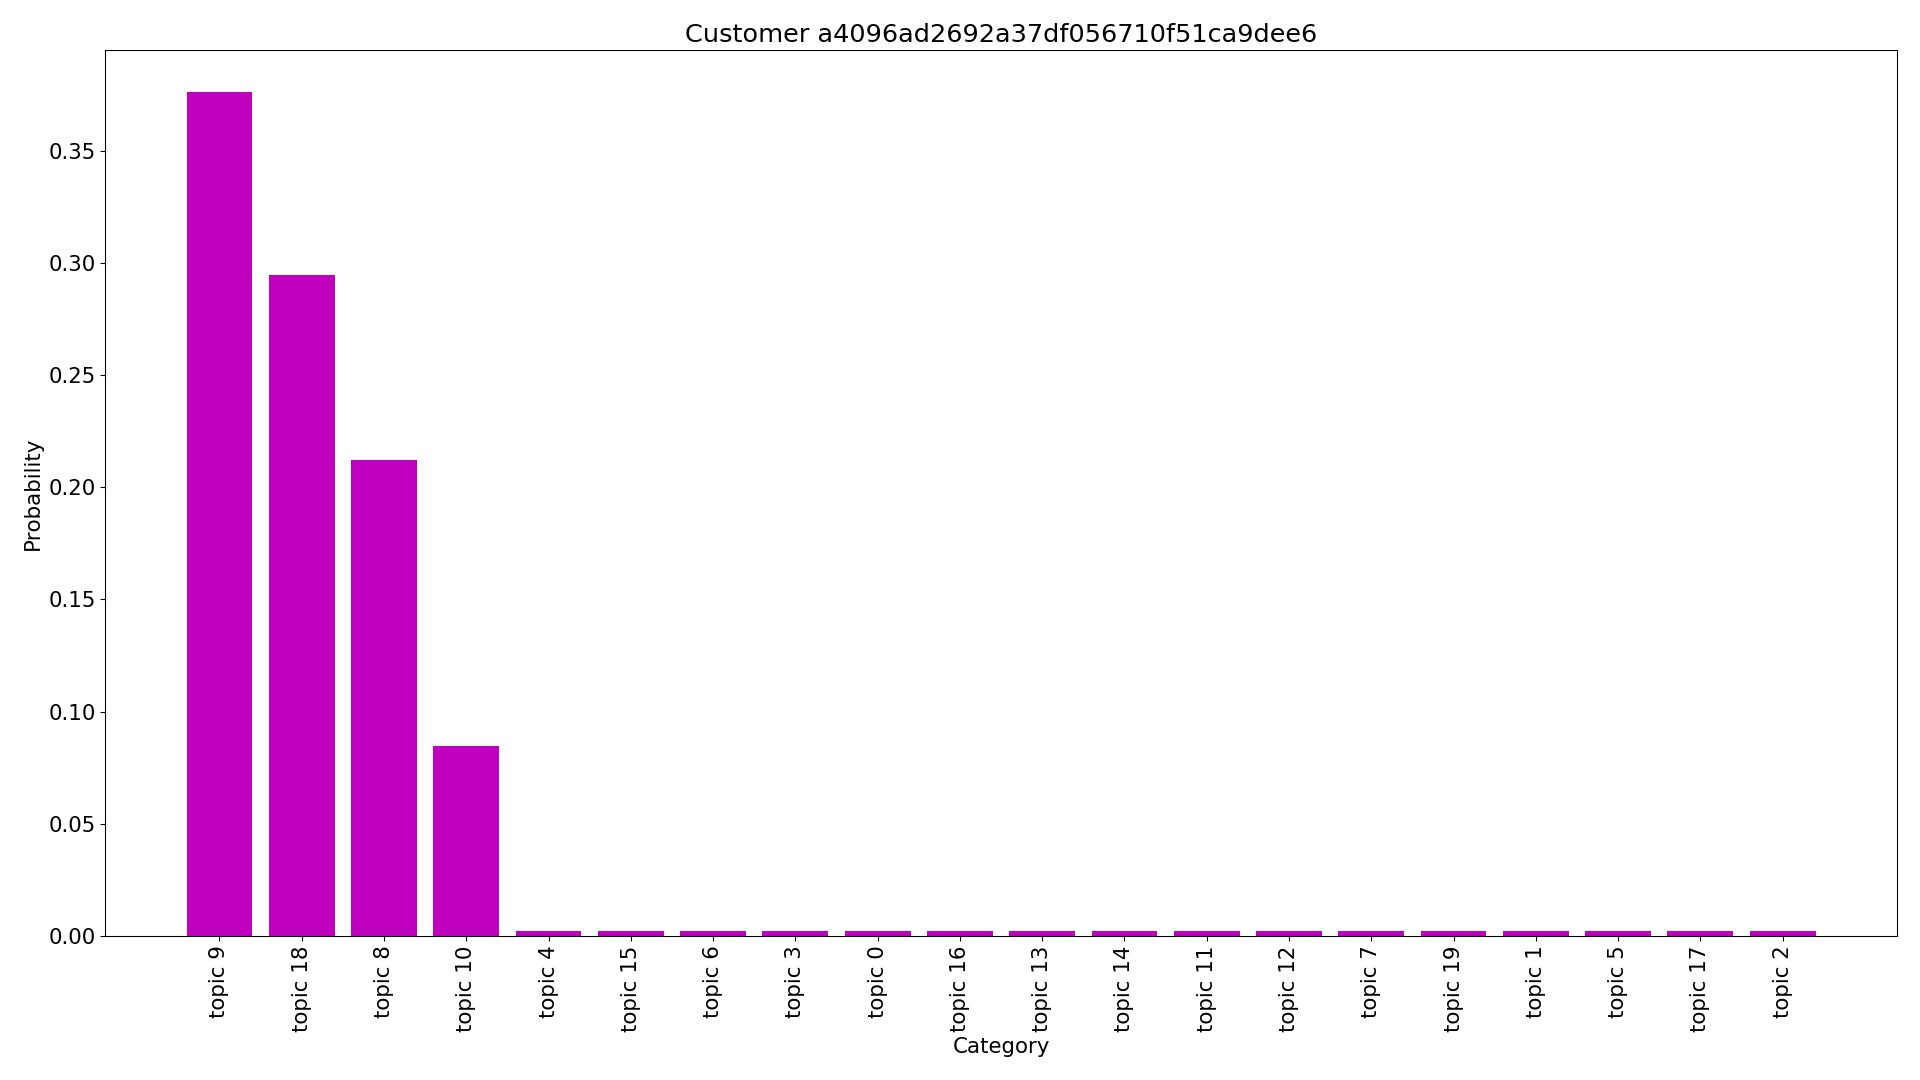 Customer a4096ad2692a37df056710f51ca9dee6
Probability
0.35
0.30
0.25
0.20
0.15
0.10
0.05
0.00
topic 9
topic 18
topic 8
topic 10
topic 4
topic 15
topic 6
topic 3
topic 0
topic 16
topic 13
topic 14
topic 11
topic 12
topic 7
topic 19
topic 1
topic 5
topic 17
topic 2
Category